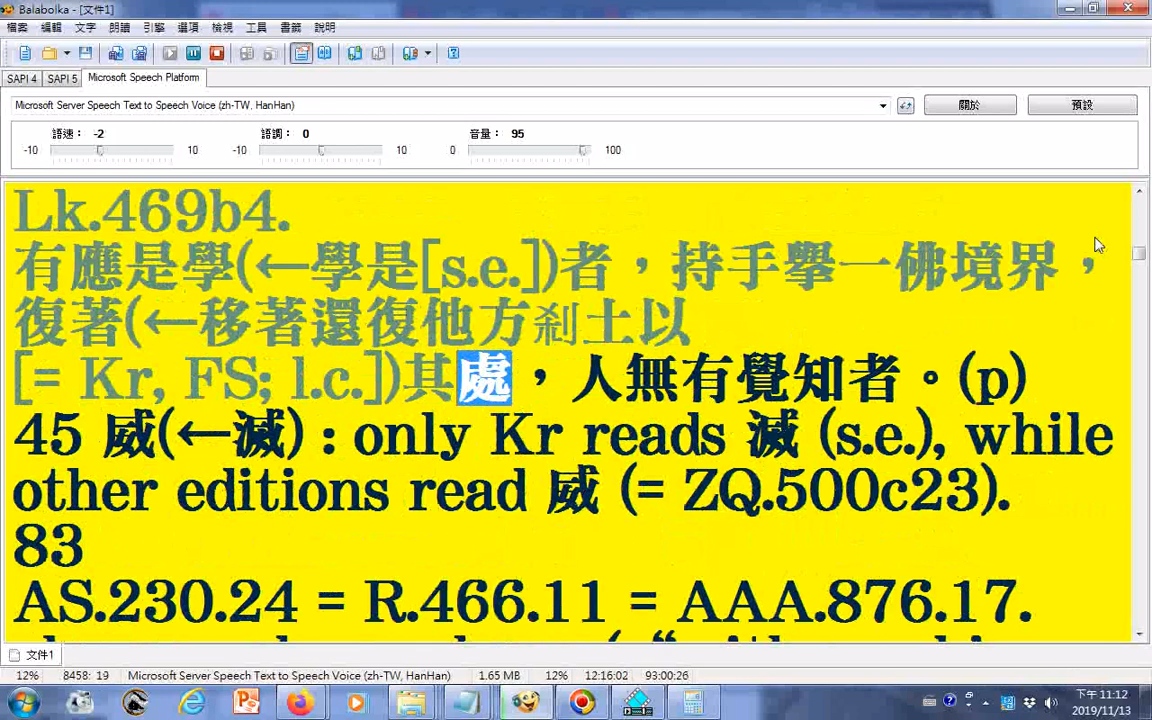 Balabolka - [文件1]
檔案 編輯 文字 朗讀 引擎 選項 檢視 工具 書籤 說明
SAPI 4 SAPI 5 Microsoft Speech Platform
Microsoft Server Speech Text to Speech Voice (zh-TW, HanHan) 關於 預設
語速： -2 語調： 0 音量： 95
-10 10 -10 10 0 100
Lk.469b4.
有應是學(←學是[s.e.])者，持手擧一佛境界，
復著(←移著還復他方剎土以
[= Kr, FS; l.c.])其處，人無有覺知者。(p)
45 威(←滅) : only Kr reads 滅 (s.e.), while
other editions read 威 (= ZQ.500c23).
83
AS.230.24 = R.466.11 = AAA.876.17.
文件1
12% 8458: 19 Microsoft Server Speech Text to Speech Voice (zh-TW, HanHan) 1.65 MB 12% 12:16:02 93:00:26
下午 11:12
2019/11/13